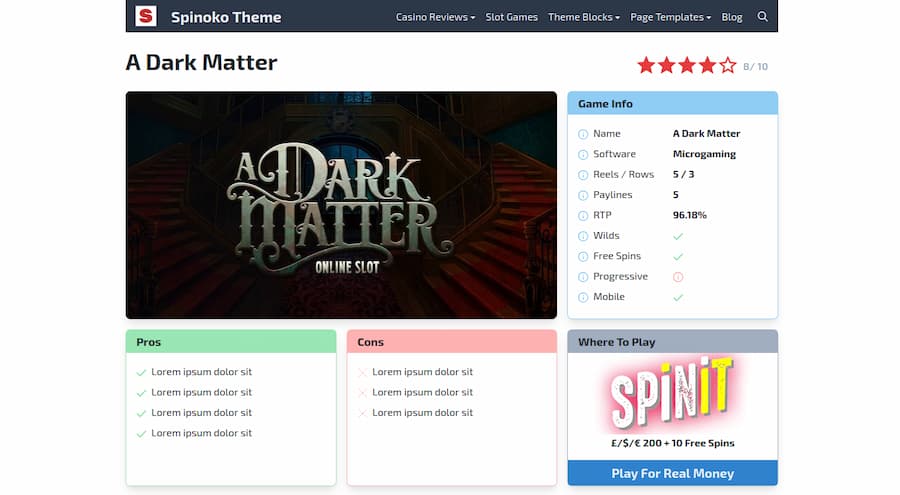 S Spinoko Theme Casino Reviews Slot Games Theme Blocks Page Templates Blog
A Dark Matter
8/ 10
A DARK
MATTER
ONLINE SLOT
Game Info
Name A Dark Matter
Software Microgaming
Reels / Rows 5 / 3
Paylines 5
RTP 96.18%
Wilds
Free Spins
Progressive
Mobile
Pros
Lorem ipsum dolor sit
Lorem ipsum dolor sit
Lorem ipsum dolor sit
Lorem ipsum dolor sit
Cons
Lorem ipsum dolor sit
Lorem ipsum dolor sit
Lorem ipsum dolor sit
Where To Play
SPiNiT
£/$/€ 200 + 10 Free Spins
Play For Real Money